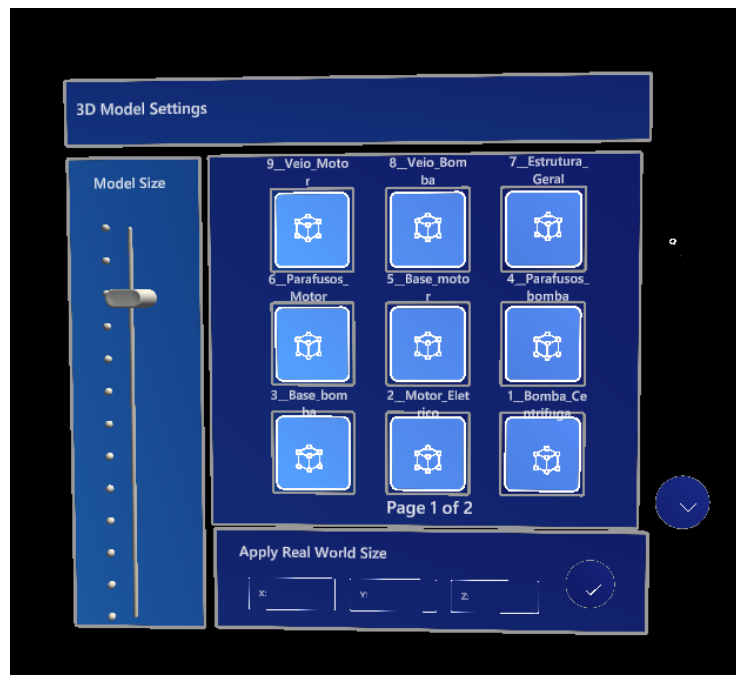 3D Model Settings
Model Size
9__Veio_Moto
r
8__Veio_Bom
ba
7__Estrutura_
Geral
6__Parafusos_
Motor
5__Base_moto
r
4__Parafusos_
bomba
3__Base_bom
ba
2__Motor_Elet
rico
1__Bomba_Ce
ntrifuga
Page 1 of 2
Apply Real World Size
X:
Y:
Z: